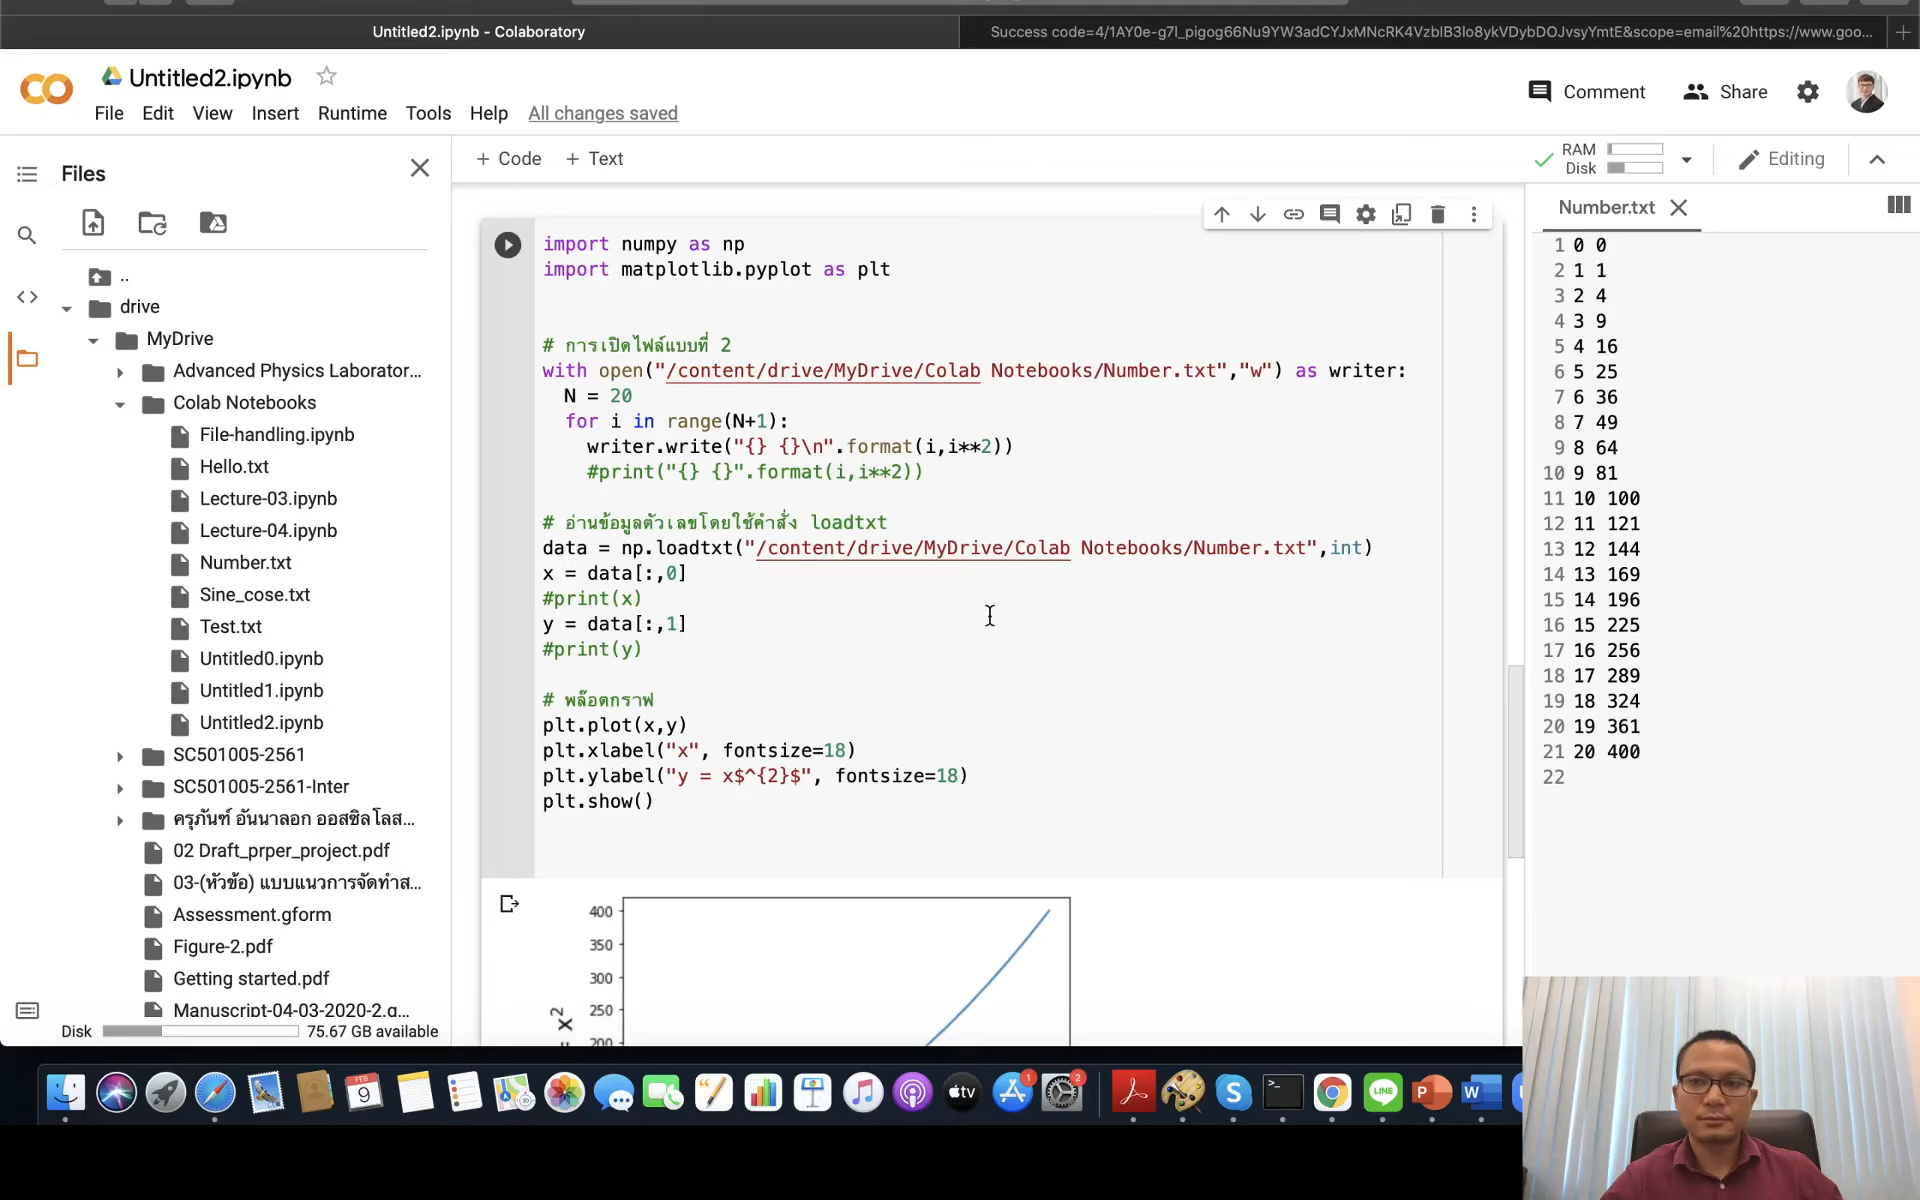 Untitled2.ipynb - Colaboratory
Success code=4/1AY0e-g7l_pigog66Nu9YW3adCYJxMNcRK4VzbIB3lo8ykVDybDOJvsyYmtE&scope=email%20https://www.goo...
Untitled2.ipynb
File Edit View Insert Runtime Tools Help All changes saved
Comment Share
Files
+ Code + Text
RAM
Disk
Editing
..
drive
MyDrive
Advanced Physics Laborator...
Colab Notebooks
File-handling.ipynb
Hello.txt
Lecture-03.ipynb
Lecture-04.ipynb
Number.txt
Sine_cose.txt
Test.txt
Untitled0.ipynb
Untitled1.ipynb
Untitled2.ipynb
SC501005-2561
SC501005-2561-Inter
ครุภันฑ์ อันนาลอก ออสซิลโลส...
02 Draft_prper_project.pdf
03-(หัวข้อ) แบบแนวการจัดทำส...
Assessment.gform
Figure-2.pdf
Getting started.pdf
Manuscript-04-03-2020-2.g...
Disk 75.67 GB available
import numpy as np
import matplotlib.pyplot as plt
# การเปิดไฟล์แบบที่ 2
with open("/content/drive/MyDrive/Colab Notebooks/Number.txt","w") as writer:
N = 20
for i in range(N+1):
writer.write("{} {}\n".format(i,i**2))
#print("{} {}".format(i,i**2))
# อ่านข้อมูลตัวเลขโดยใช้คำสั่ง loadtxt
data = np.loadtxt("/content/drive/MyDrive/Colab Notebooks/Number.txt",int)
x = data[:,0]
#print(x)
y = data[:,1]
#print(y)
# พล๊อตกราฟ
plt.plot(x,y)
plt.xlabel("x", fontsize=18)
plt.ylabel("y = x$^{2}$", fontsize=18)
plt.show()
400
350
300
250
200
= x²
Number.txt
1 0 0
2 1 1
3 2 4
4 3 9
5 4 16
6 5 25
7 6 36
8 7 49
9 8 64
10 9 81
11 10 100
12 11 121
13 12 144
14 13 169
15 14 196
16 15 225
17 16 256
18 17 289
19 18 324
20 19 361
21 20 400
22
FEB
9
tv
1
2
S
>_
LINE
P
W